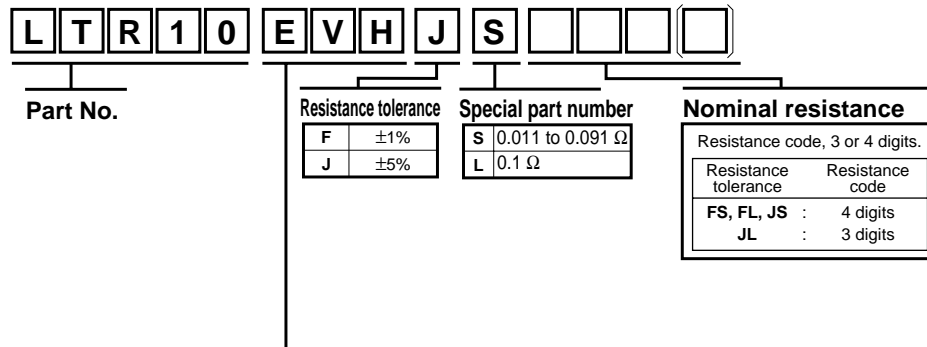 L T R 1 0 E V H J S
Part No.
Resistance tolerance
F ±1%
J ±5%
Special part number
S 0.011 to 0.091 Ω
L 0.1 Ω
Nominal resistance
Resistance code, 3 or 4 digits.
Resistance tolerance Resistance code
FS, FL, JS : 4 digits
JL : 3 digits